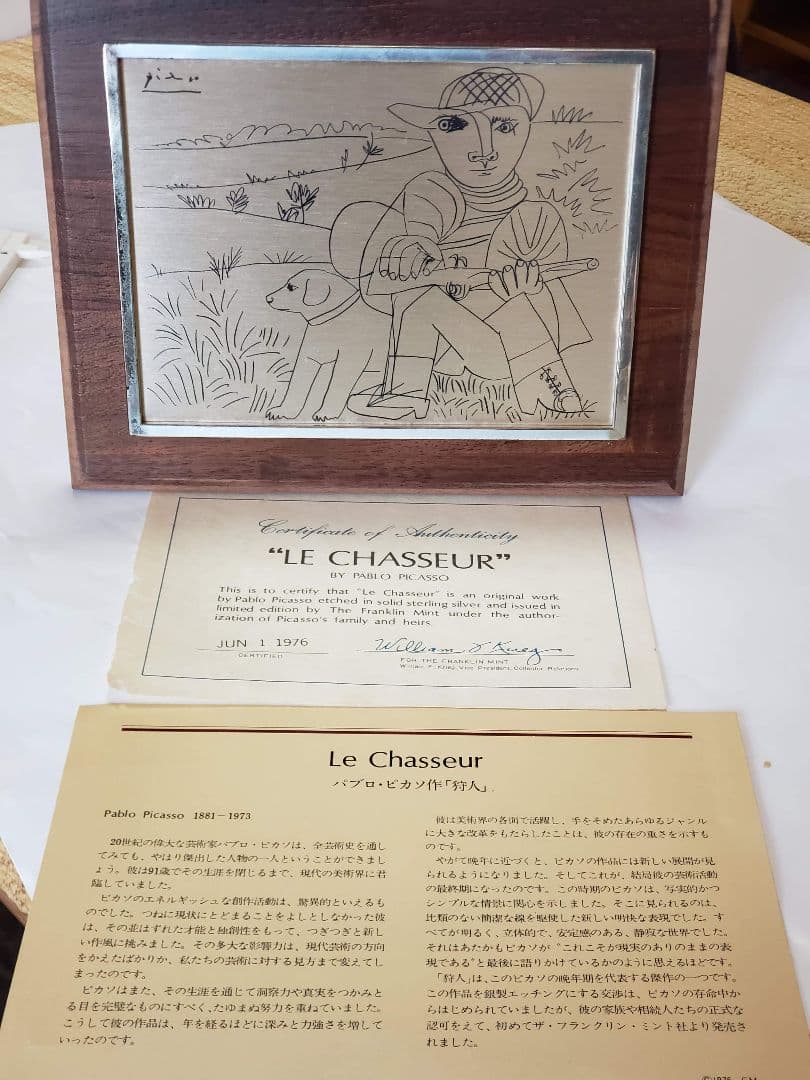 Picasso
Certificate of Authenticity
“LE CHASSEUR”
BY PABLO PICASSO
This is to certify that "Le Chasseur" is an original work
by Pablo Picasso etched in solid sterling silver and issued in
limited edition by The Franklin Mint under the author-
ization of Picasso's family and heirs.
JUN 1 1976
CERTIFIED
William F. Krieg
FOR THE FRANKLIN MINT
William F. Krieg, Vice President, Collector Relations
Le Chasseur
パブロ・ピカソ作「狩人」
Pablo Picasso 1881－1973
20世紀の偉大な芸術家パブロ・ピカソは、全芸術史を通し
てみても、やはり傑出した人物の一人ということができまし
ょう。彼は91歳でその生涯を閉じるまで、現代の美術界に君
臨していました。
ピカソのエネルギッシュな創作活動は、驚異的といえるも
のでした。つねに現状にとどまることをよしとしなかった彼
は、その並はずれた才能と独創性をもって、つぎつぎと新し
い作風に挑みました。その多大な影響力は、現代芸術の方向
をかえたばかりか、私たちの芸術に対する見方まで変えてし
まったのです。
ピカソはまた、その生涯を通じて洞察力や真実をつかみと
る目を完璧なものにすべく、たゆまぬ努力を重ねていました。
こうして彼の作品は、年を経るほどに深みと力強さを増して
いったのです。
彼は美術界の各面で活躍し、手をそめたあらゆるジャンル
に大きな改革をもたらしたことは、彼の存在の重さを示すも
のです。
やがて晩年に近づくと、ピカソの作品には新しい展開が見
られるようになりました。そしてこれが、結局彼の芸術活動
の最終期になったのです。この時期のピカソは、写実的かつ
シンプルな情景に関心を示しました。そこに見られるのは、
比類のない簡潔な線を駆使した新しい明快な表現でした。す
べてが明るく、立体的で、安定感のある、静寂な世界でした。
それはあたかもピカソが“これこそが現実のありのままの表
現である”と最後に語りかけているかのように思えるほどです。
「狩人」は、このピカソの晩年期を代表する傑作の一つです。
この作品を銀製エッチングにする交渉は、ピカソの存命中か
らはじめられていましたが、彼の家族や相続人たちの正式な
認可をえて、初めてザ・フランクリン・ミント社より発売さ
れました。